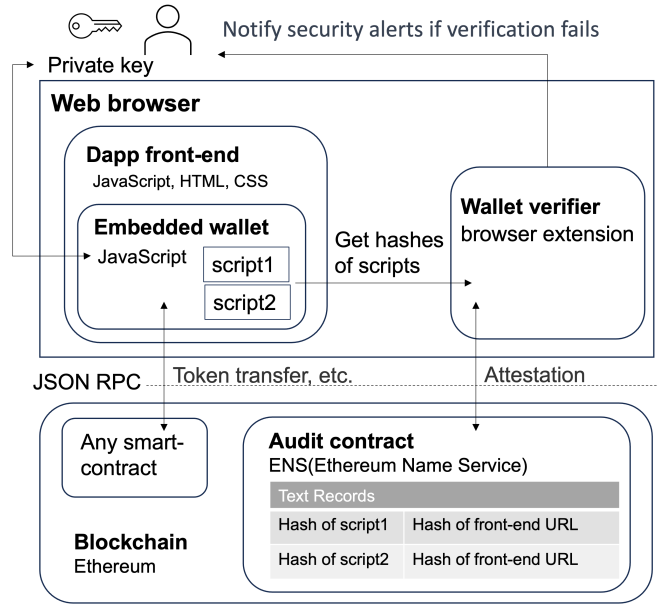 Notify security alerts if verification fails
Private key
Web browser
Dapp front-end
JavaScript, HTML, CSS
Embedded wallet
JavaScript
script1
script2
Get hashes
of scripts
Wallet verifier
browser extension
JSON RPC
Token transfer, etc.
Attestation
Any smart-
contract
Audit contract
ENS(Ethereum Name Service)
Text Records
Hash of script1 Hash of front-end URL
Hash of script2 Hash of front-end URL
Blockchain
Ethereum